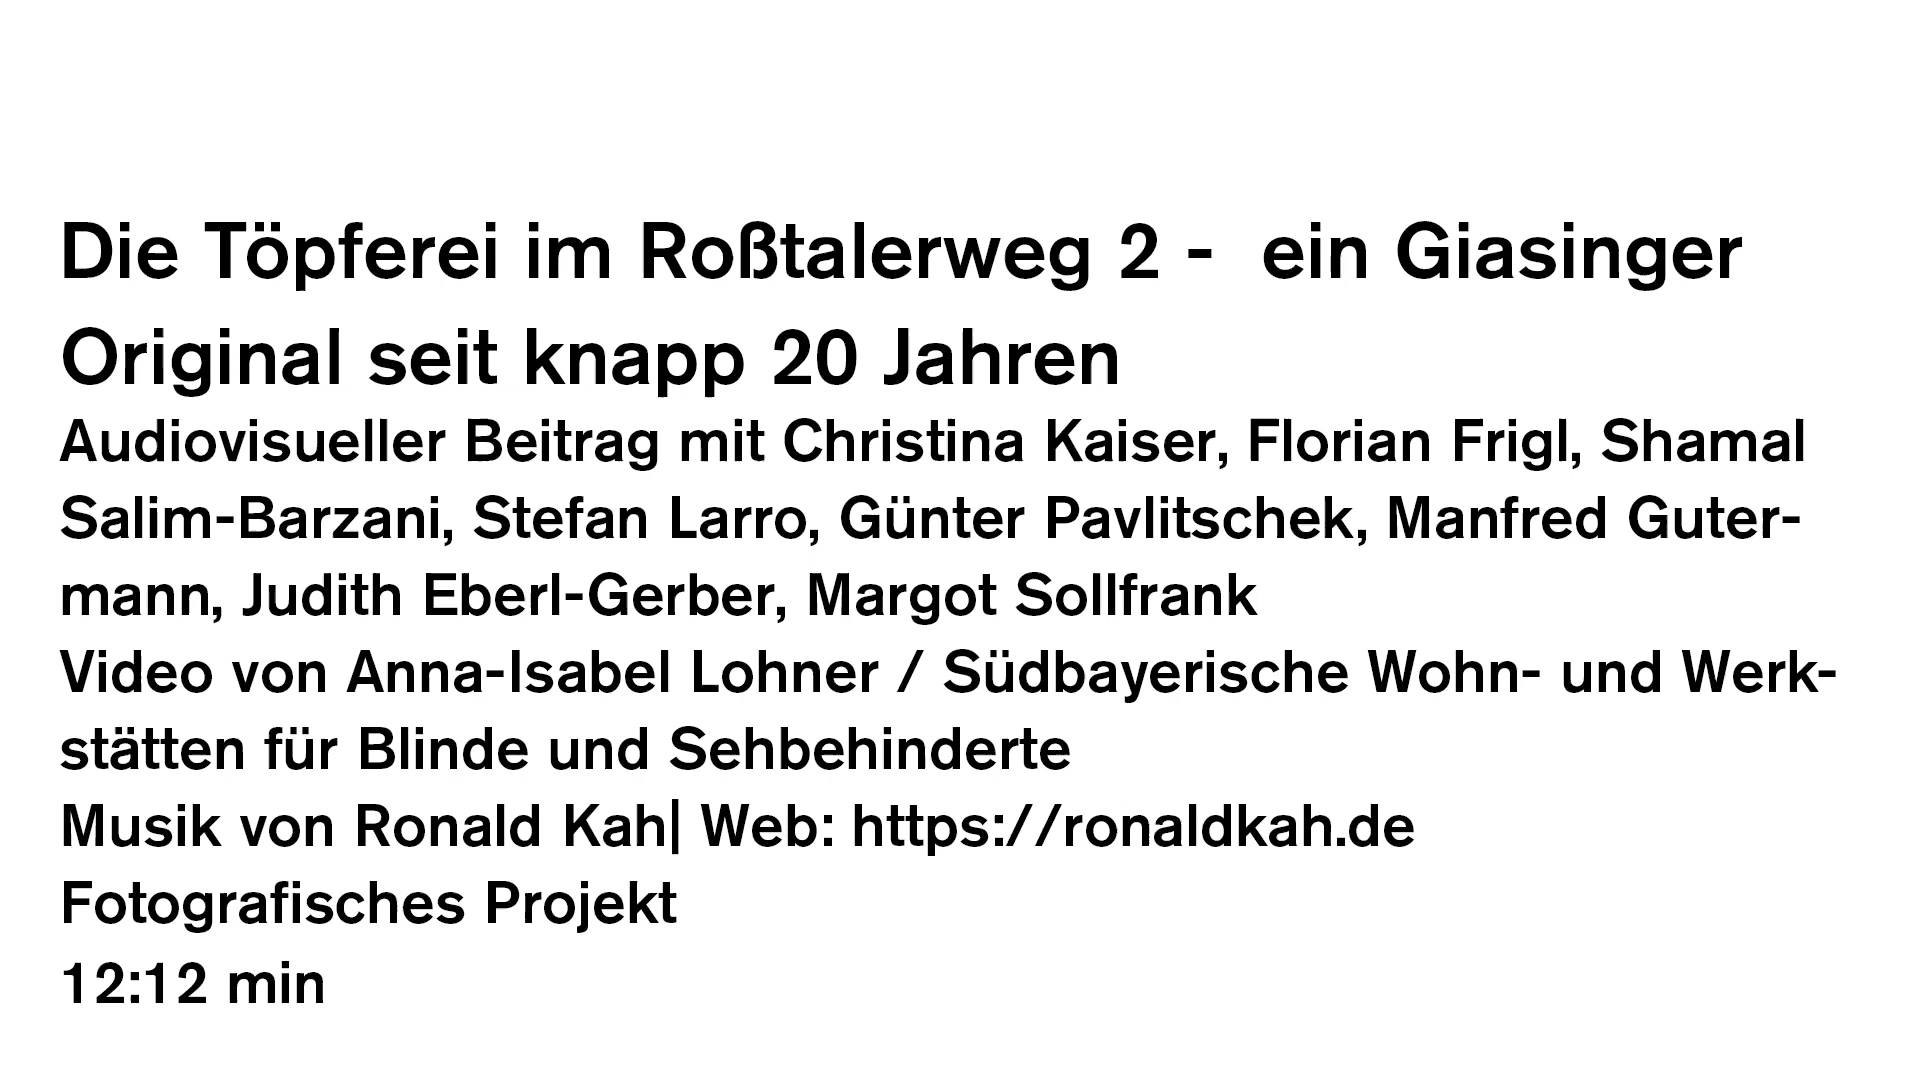 Die Töpferei im Roßtalerweg 2 -  ein Giasinger
Original seit knapp 20 Jahren
Audiovisueller Beitrag mit Christina Kaiser, Florian Frigl, Shamal
Salim-Barzani, Stefan Larro, Günter Pavlitschek, Manfred Guter-
mann, Judith Eberl-Gerber, Margot Sollfrank
Video von Anna-Isabel Lohner / Südbayerische Wohn- und Werk-
stätten für Blinde und Sehbehinderte
Musik von Ronald Kah| Web: https://ronaldkah.de
Fotografisches Projekt
12:12 min